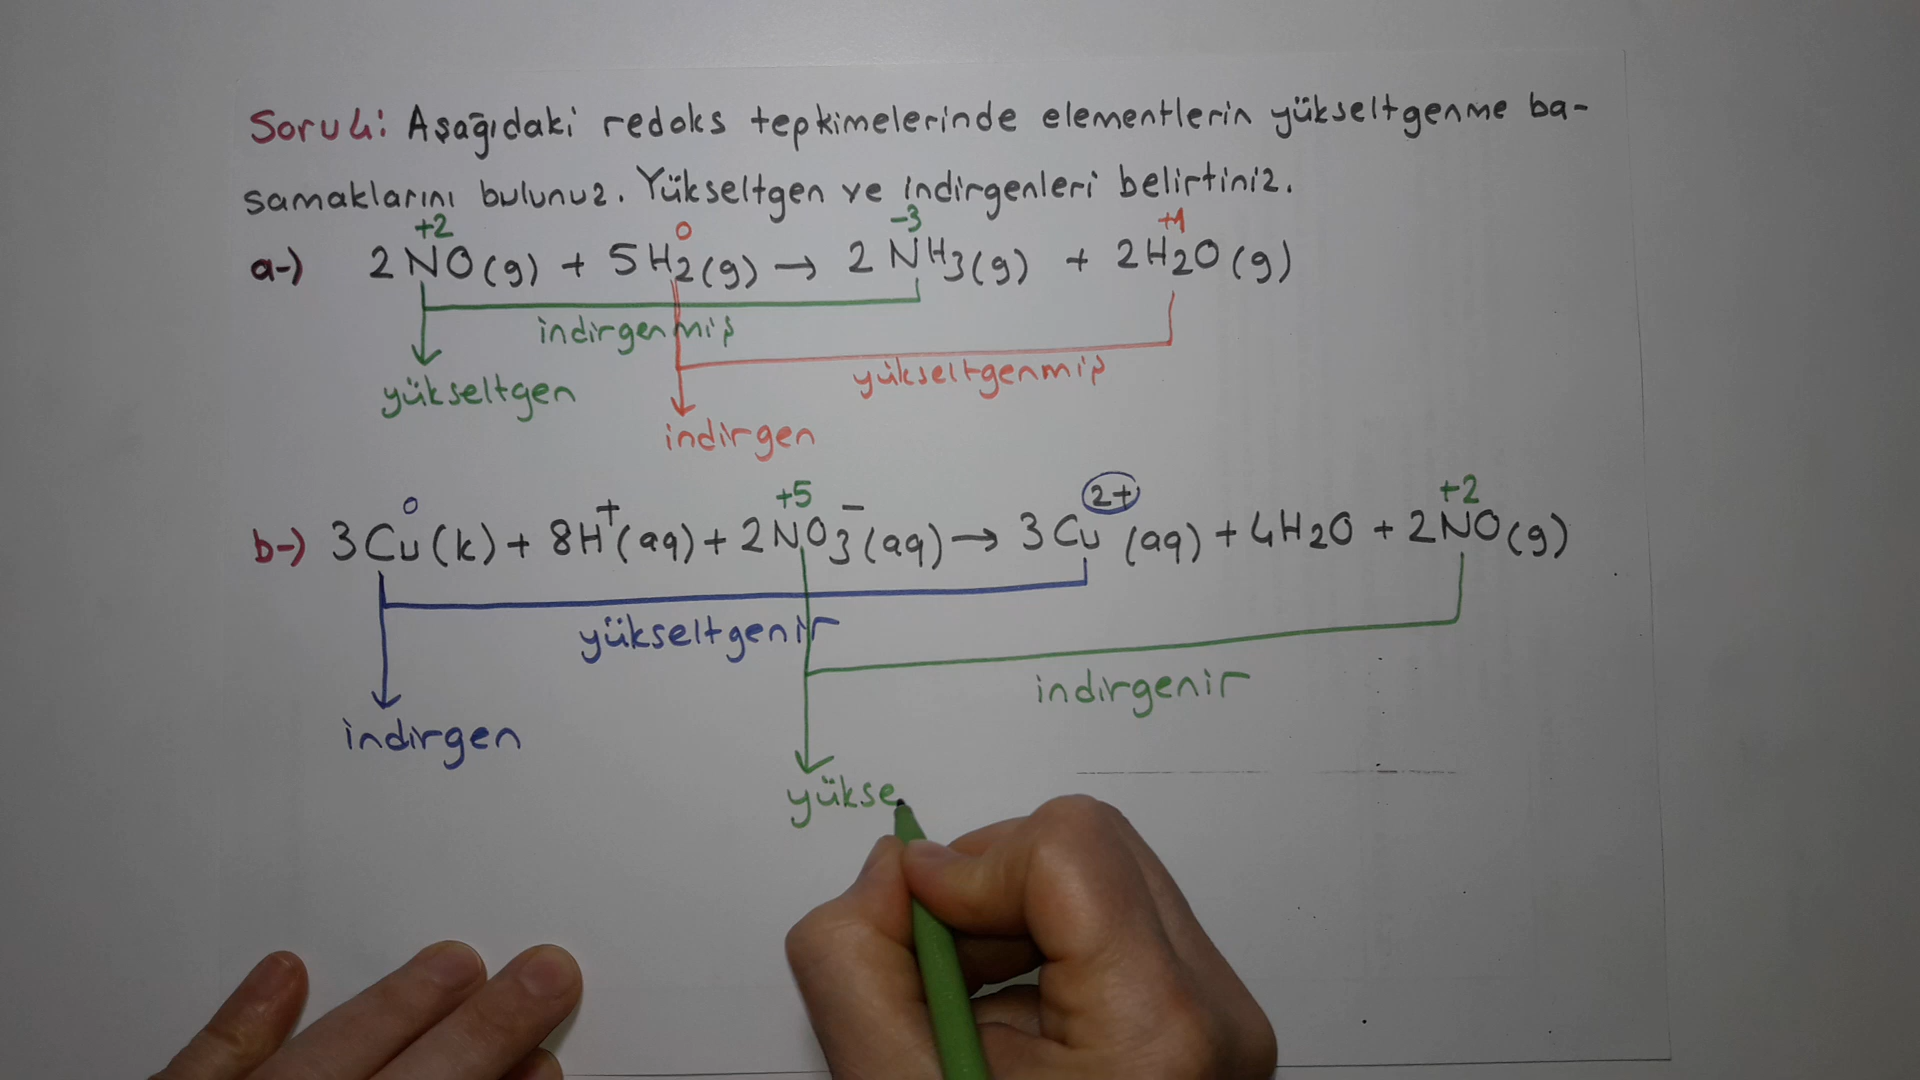 Soru 4: Aşağıdaki redoks tepkimelerinde elementlerin yükseltgenme ba-
samaklarını bulunuz. Yükseltgen ve indirgenleri belirtiniz.
+2 0 -3 +1
a-) 2NO(g) + 5H2(g) → 2NH3(g) + 2H2O(g)
indirgenmiş
yükseltgenmiş
yükseltgen
indirgen
0 +5 2+ +2
b-) 3Cu(k) + 8H+(aq) + 2NO3-(aq) → 3Cu (aq) + 4H2O + 2NO(g)
yükseltgenir
indirgenir
indirgen
yükse